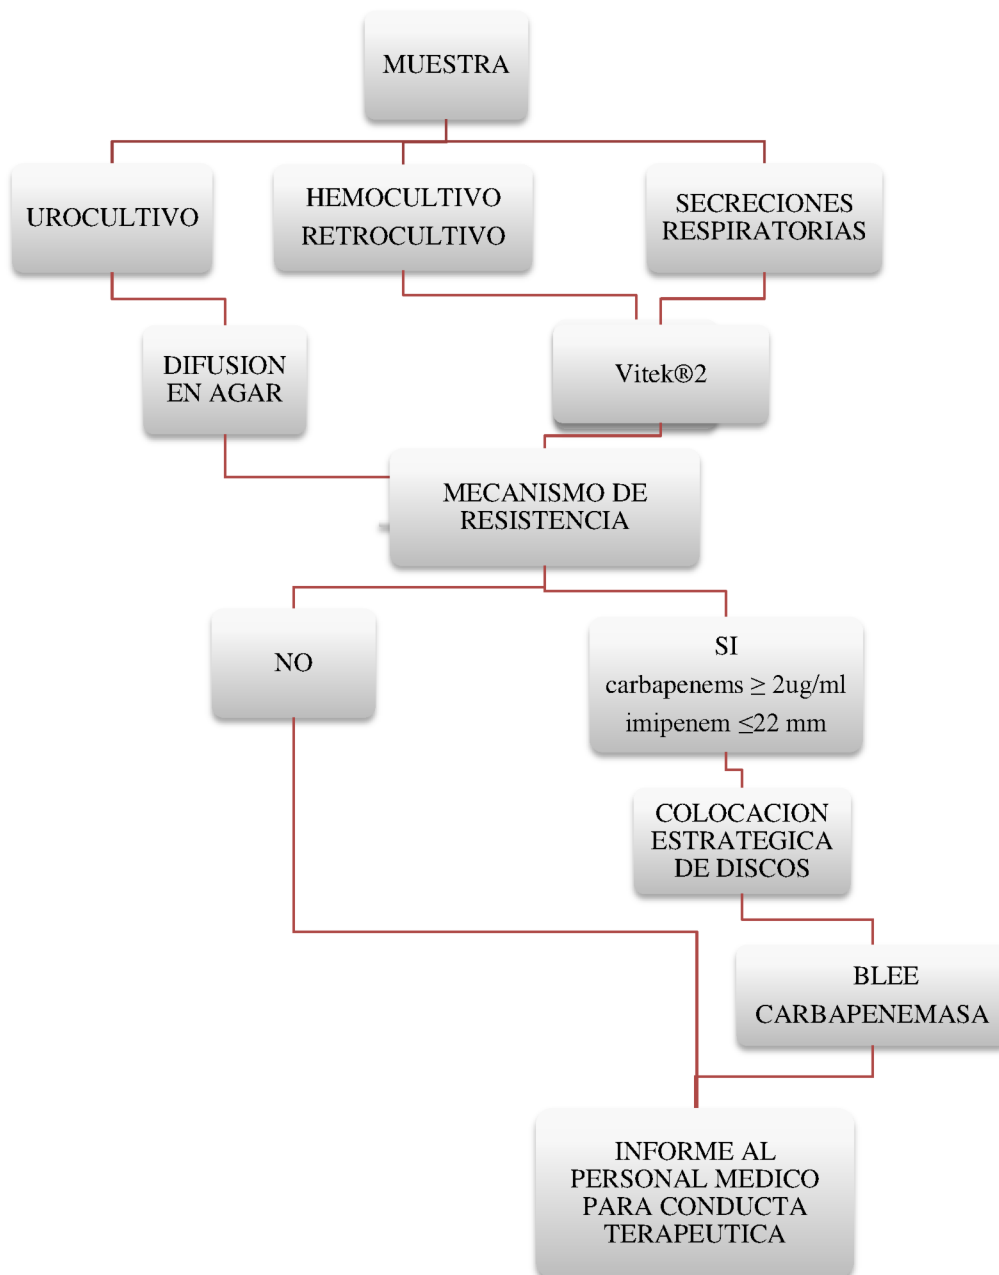 MUESTRA
UROCULTIVO
HEMOCULTIVO
RETROCULTIVO
SECRECIONES
RESPIRATORIAS
DIFUSION
EN AGAR
Vitek®2
MECANISMO DE
RESISTENCIA
NO
SI
carbapenems ≥ 2ug/ml
imipenem ≤22 mm
COLOCACION
ESTRATEGICA
DE DISCOS
BLEE
CARBAPENEMASA
INFORME AL
PERSONAL MEDICO
PARA CONDUCTA
TERAPEUTICA